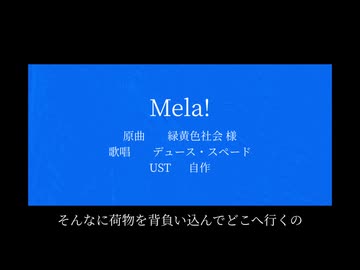 Mela!
原曲　　緑黄色社会 様
歌唱　　デュース・スペード
UST　 自作
そんなに荷物を背負い込んでどこへ行くの